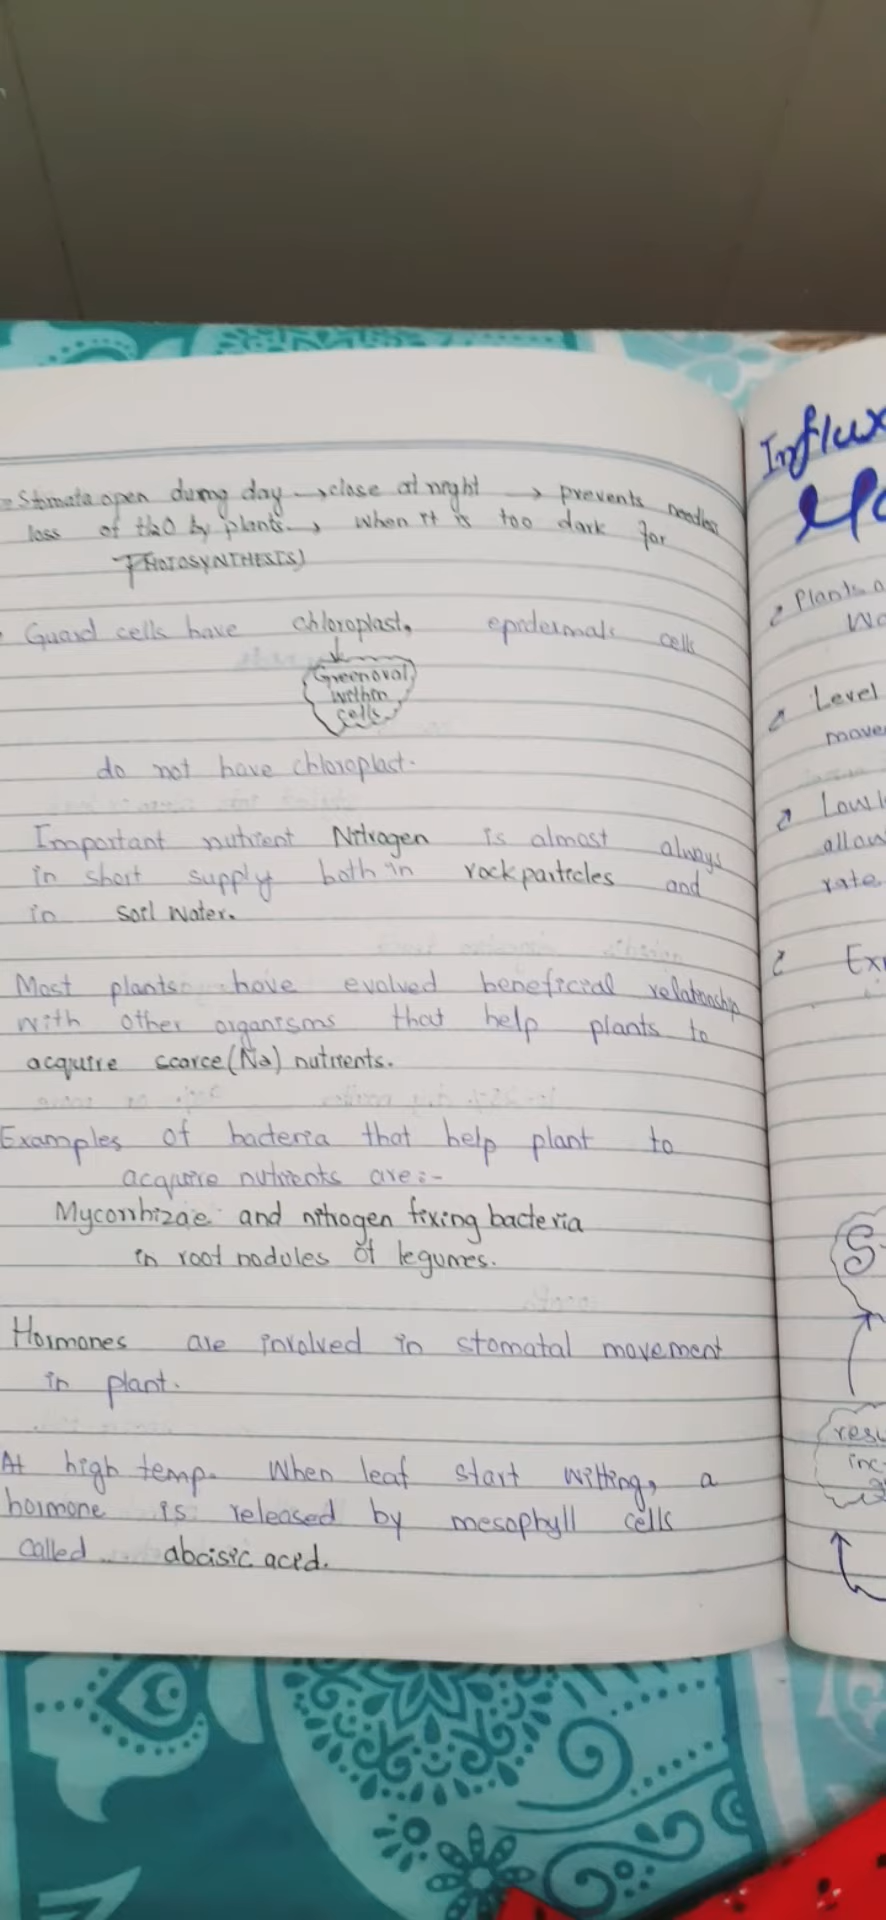 Stomata open during day → close at night → prevents needless
loss of H2O by plants → when it is too dark for
PHOTOSYNTHESIS)
Guard cells have chloroplast, epidermals cells
Green oval
within
cells
do not have chloroplast.
Important nutrient Nitrogen is almost always
in short supply both in rock particles and
in soil water.
Most plants have evolved beneficial relationship
with other organisms that help plants to
acquire scarce (Na) nutrients.
Examples of bacteria that help plant to
acquire nutrients are:-
Mycorrhizae and nitrogen fixing bacteria
in root nodules of legumes.
Hormones are involved in stomatal movement
in plant.
At high temp. When leaf start wilting, a
hormone is released by mesophyll cells
called abcisic acid.
Influx
Plants
Level
move
Low
allow
rate